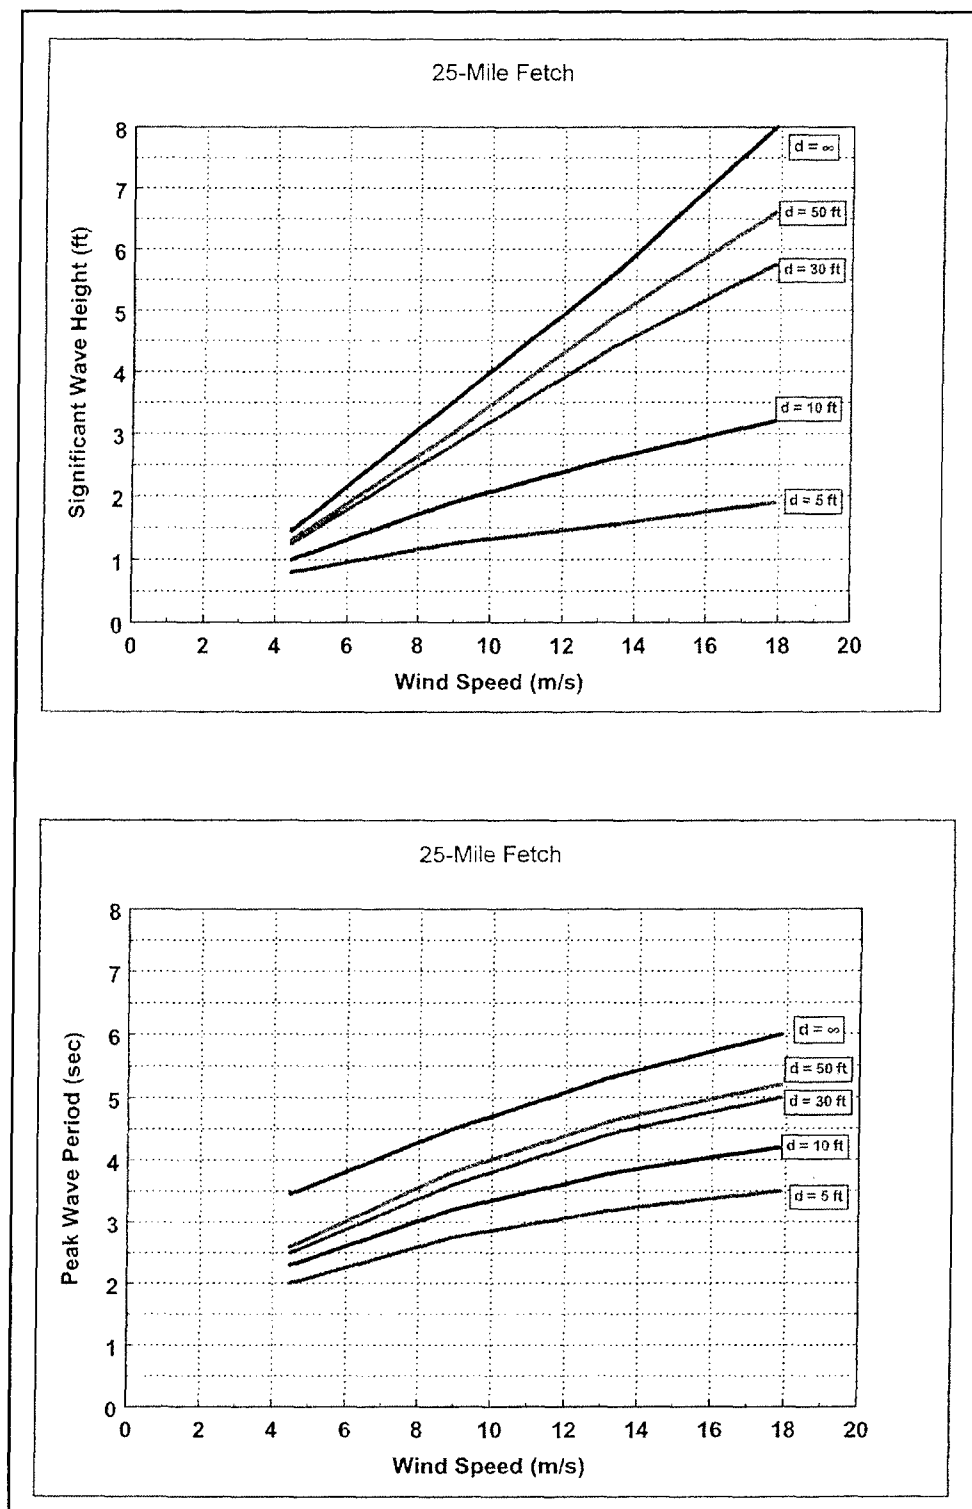 25-Mile Fetch
8
7
6
5
4
3
2
1
0
Significant Wave Height (ft)
d = ∞
d = 50 ft
d = 30 ft
d = 10 ft
d = 5 ft
0 2 4 6 8 10 12 14 16 18 20
Wind Speed (m/s)
25-Mile Fetch
8
7
6
5
4
3
2
1
0
Peak Wave Period (sec)
d = ∞
d = 50 ft
d = 30 ft
d = 10 ft
d = 5 ft
0 2 4 6 8 10 12 14 16 18 20
Wind Speed (m/s)